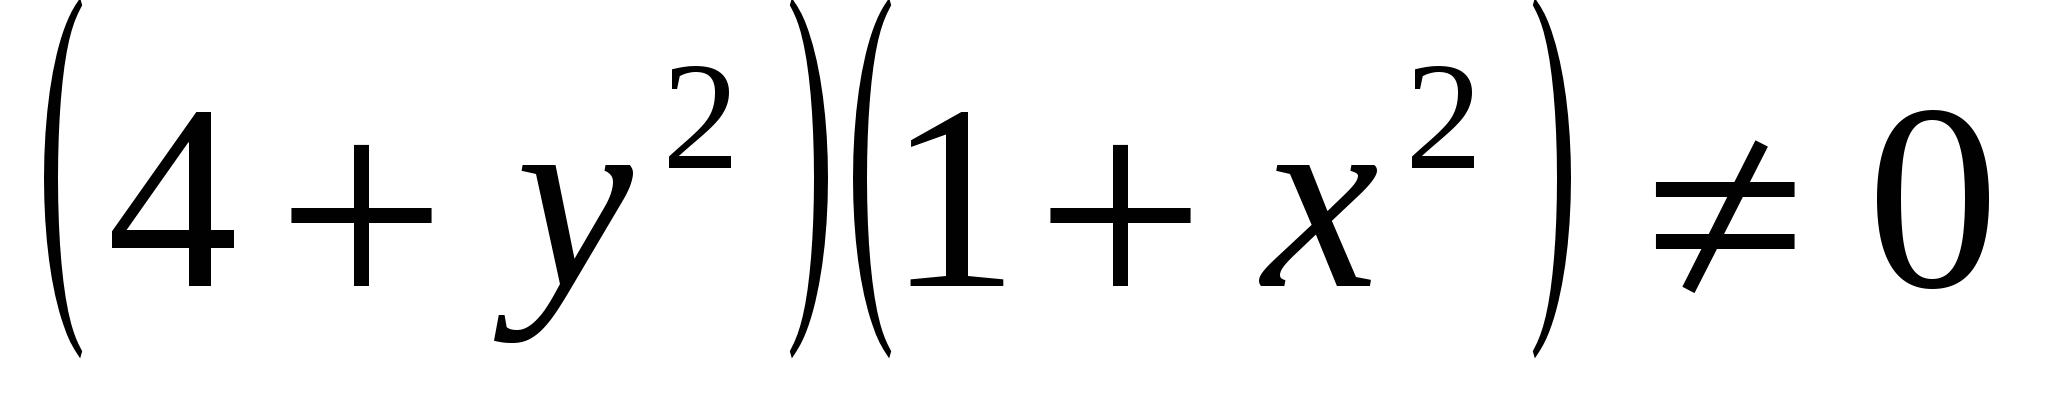 (4 + y²)(1 + x²) ≠ 0